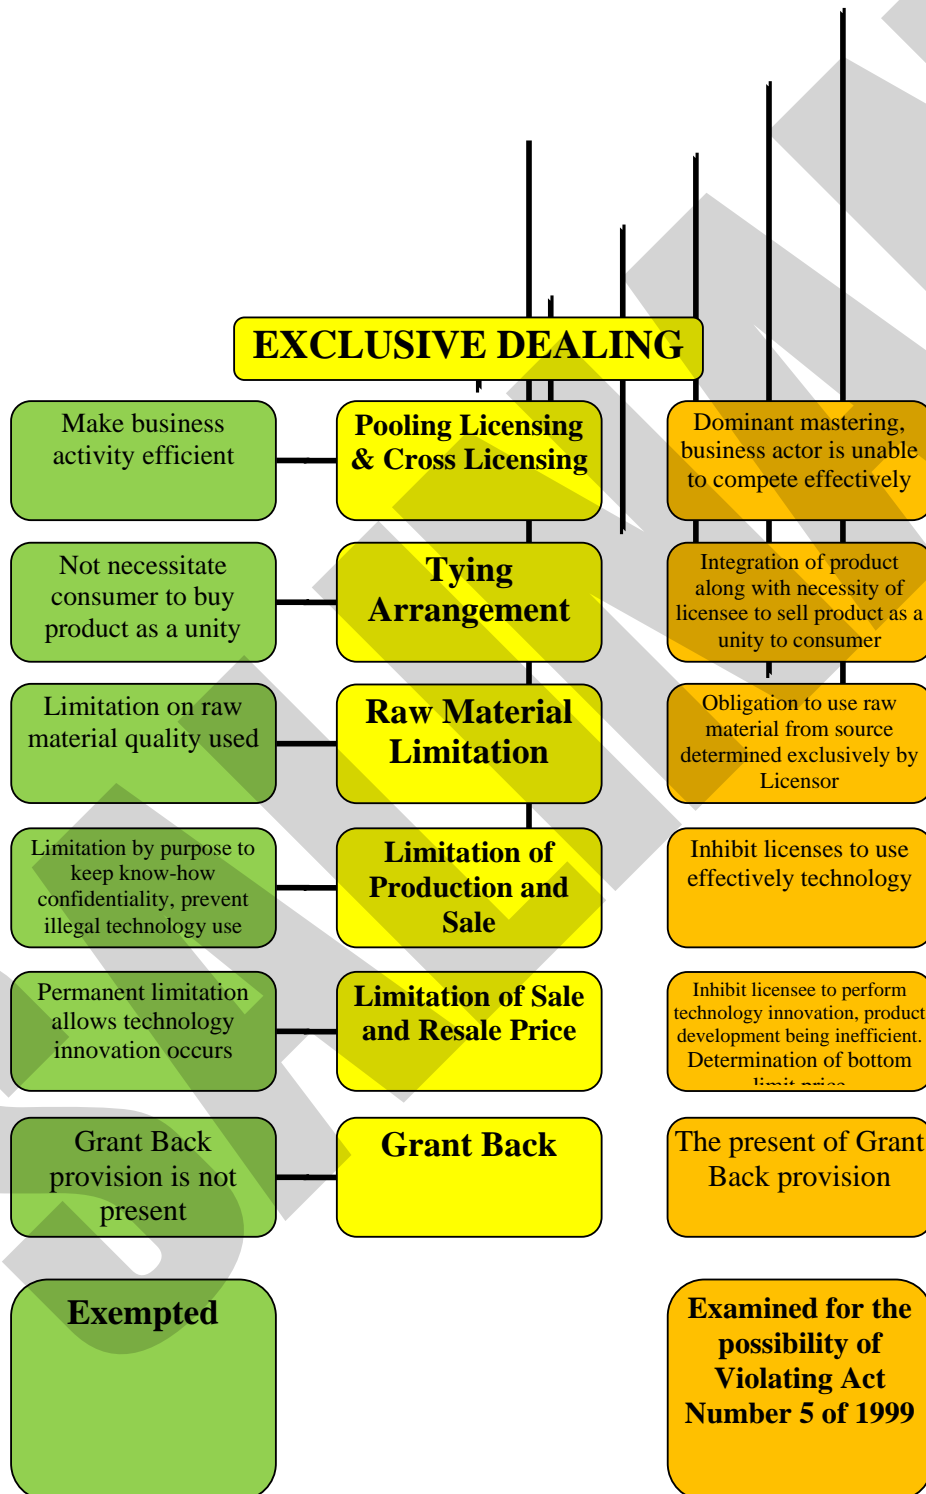 EXCLUSIVE DEALING
Make business
activity efficient
Pooling Licensing
& Cross Licensing
Dominant mastering,
business actor is unable
to compete effectively
Not necessitate
consumer to buy
product as a unity
Tying
Arrangement
Integration of product
along with necessity of
licensee to sell product as a
unity to consumer
Limitation on raw
material quality used
Raw Material
Limitation
Obligation to use raw
material from source
determined exclusively by
Licensor
Limitation by purpose to
keep know-how
confidentiality, prevent
illegal technology use
Limitation of
Production and
Sale
Inhibit licenses to use
effectively technology
Permanent limitation
allows technology
innovation occurs
Limitation of Sale
and Resale Price
Inhibit licensee to perform
technology innovation, product
development being inefficient.
Determination of bottom
limit price
Grant Back
provision is not
present
Grant Back
The present of Grant
Back provision
Exempted
Examined for the
possibility of
Violating Act
Number 5 of 1999